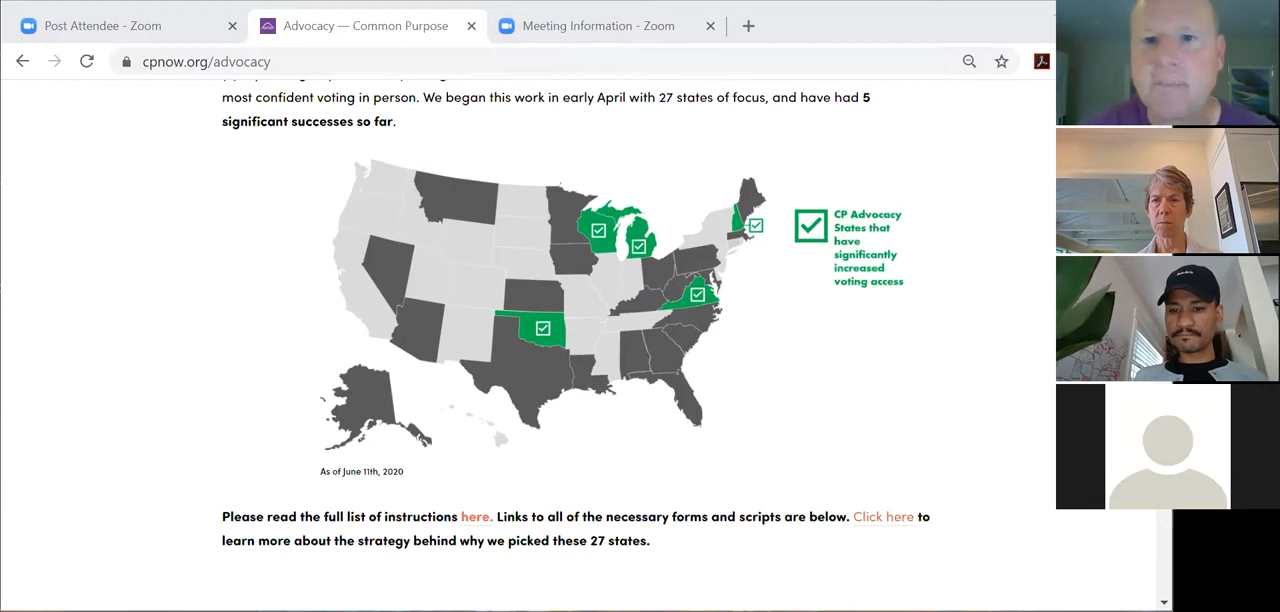 Post Attendee - Zoom
Advocacy — Common Purpose
Meeting Information - Zoom
cpnow.org/advocacy
most confident voting in person. We began this work in early April with 27 states of focus, and have had 5
significant successes so far.
CP Advocacy
States that
have
significantly
increased
voting access
As of June 11th, 2020
Please read the full list of instructions here. Links to all of the necessary forms and scripts are below. Click here to
learn more about the strategy behind why we picked these 27 states.